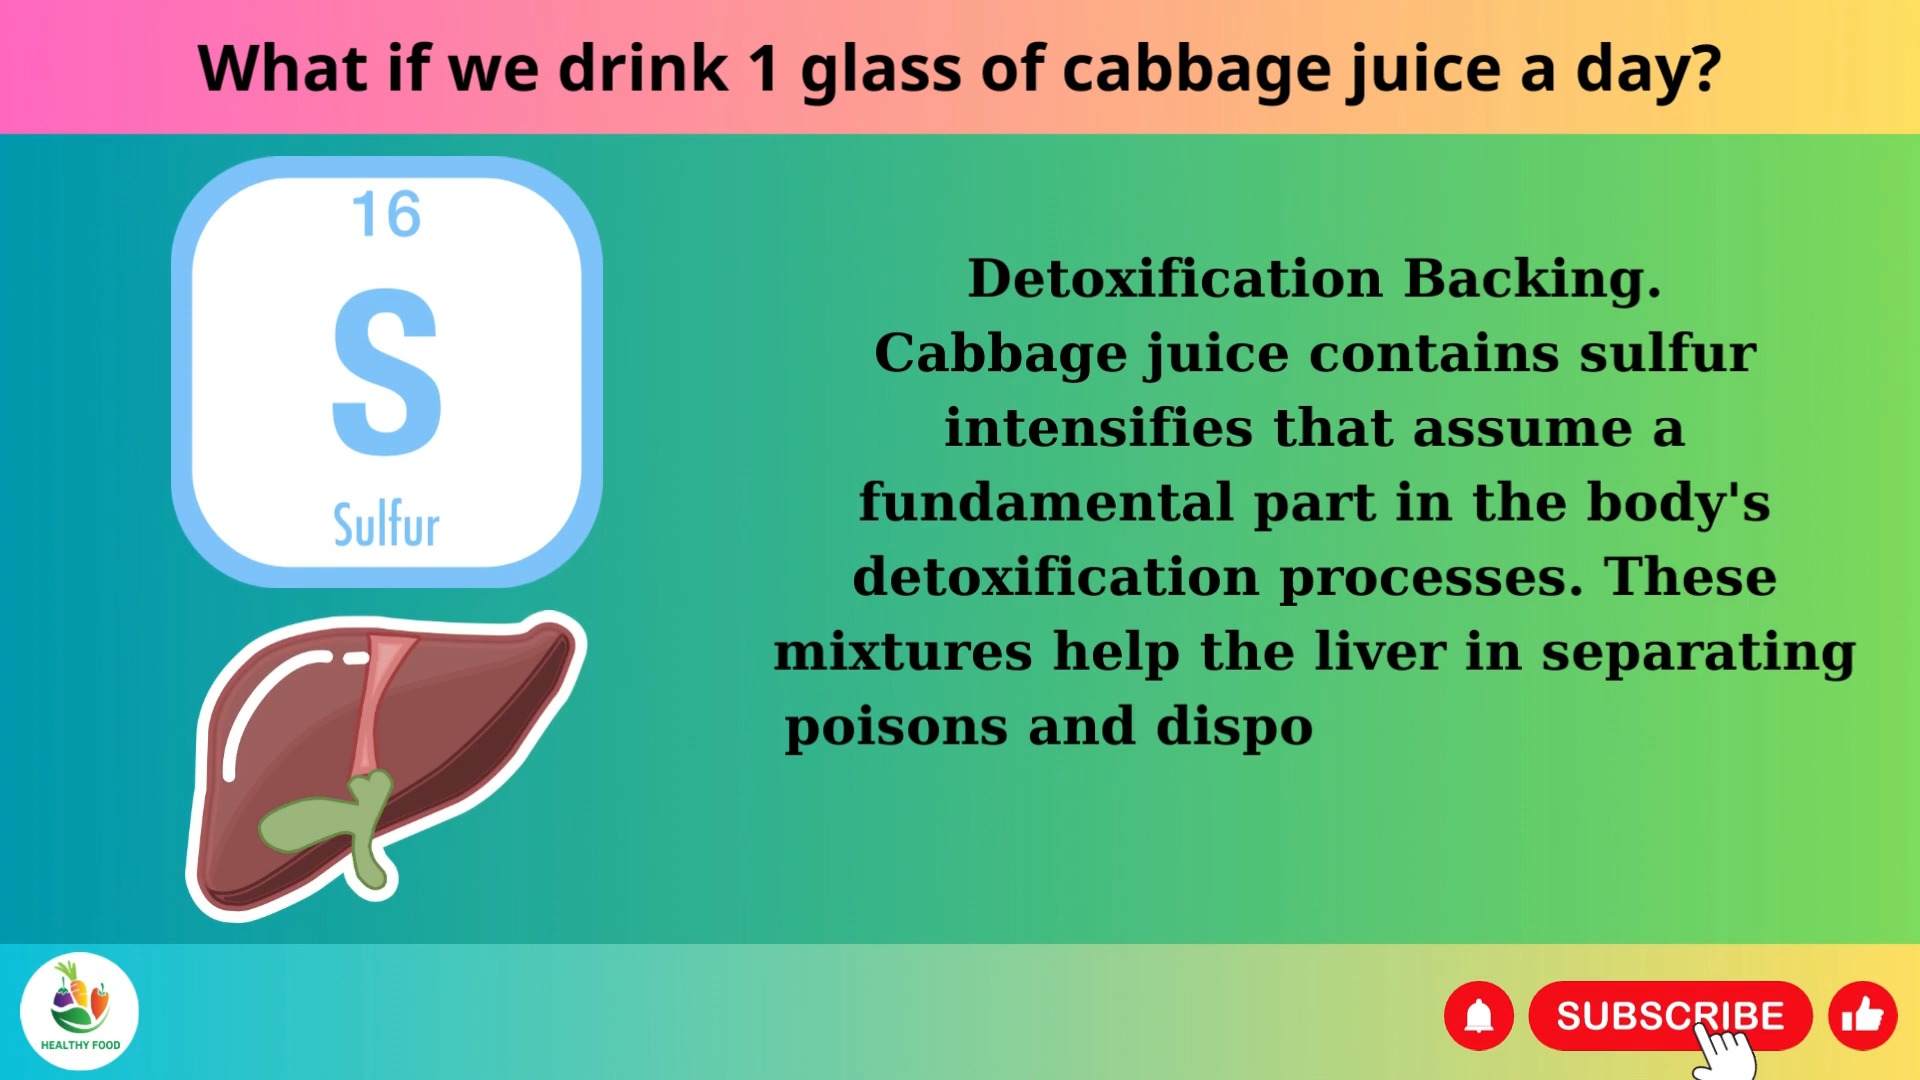 What if we drink 1 glass of cabbage juice a day?
16
S
Sulfur
Detoxification Backing.
Cabbage juice contains sulfur
intensifies that assume a
fundamental part in the body's
detoxification processes. These
mixtures help the liver in separating
poisons and dispo
HEALTHY FOOD
SUBSCRIBE